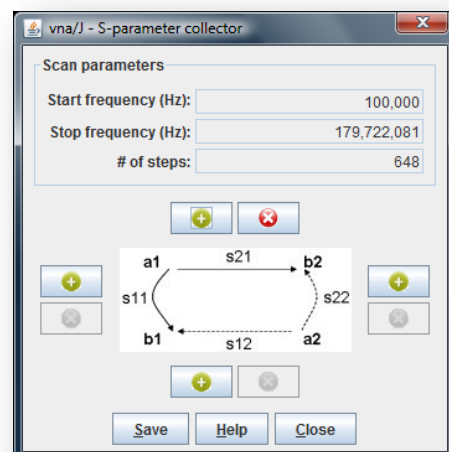 vna/J - S-parameter collector
Scan parameters
Start frequency (Hz): 100,000
Stop frequency (Hz): 179,722,081
# of steps: 648
a1 s21 b2
s11 s22
b1 s12 a2
Save Help Close